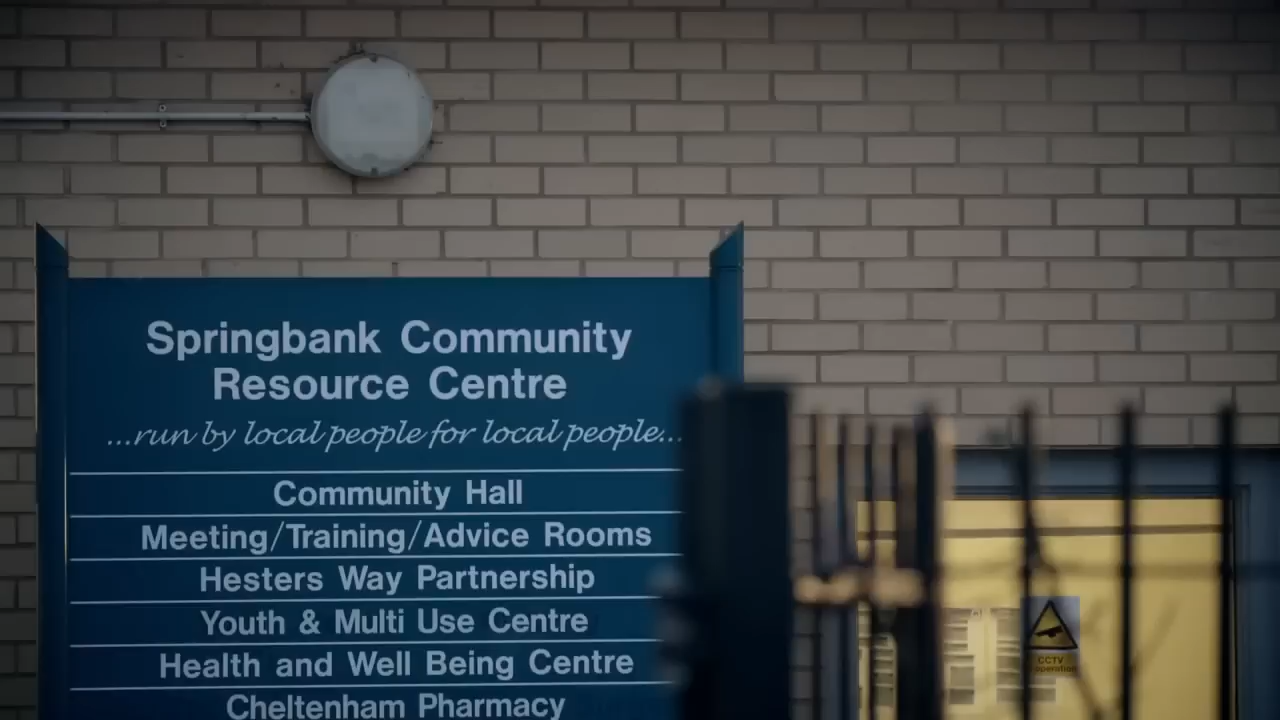 Springbank Community
Resource Centre
...run by local people for local people...
Community Hall
Meeting/Training/Advice Rooms
Hesters Way Partnership
Youth & Multi Use Centre
Health and Well Being Centre
Cheltenham Pharmacy
CCTV
operation